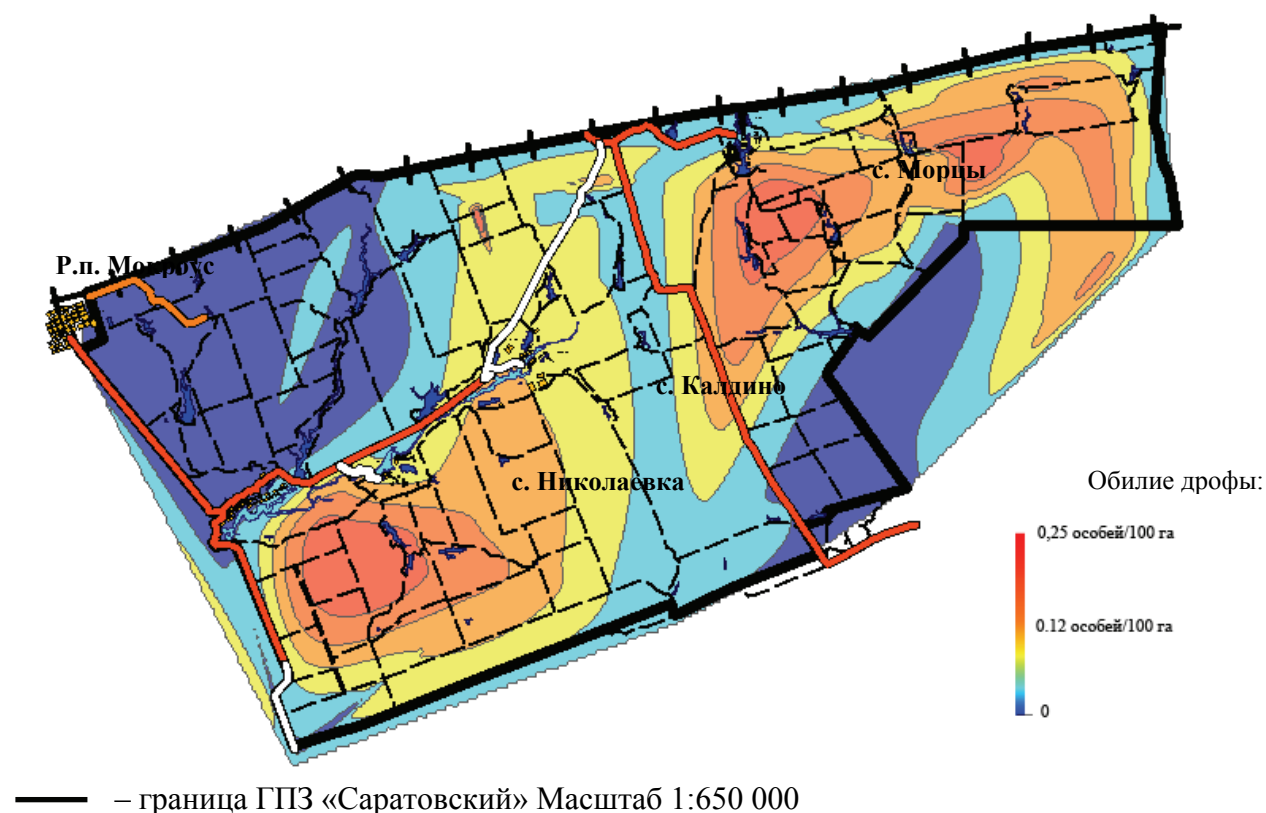 с. Морцы
Р.п. Мокроус
с. Калдино
с. Николаевка
Обилие дрофы:
0,25 особей/100 га
0.12 особей/100 га
0
– граница ГПЗ «Саратовский» Масштаб 1:650 000